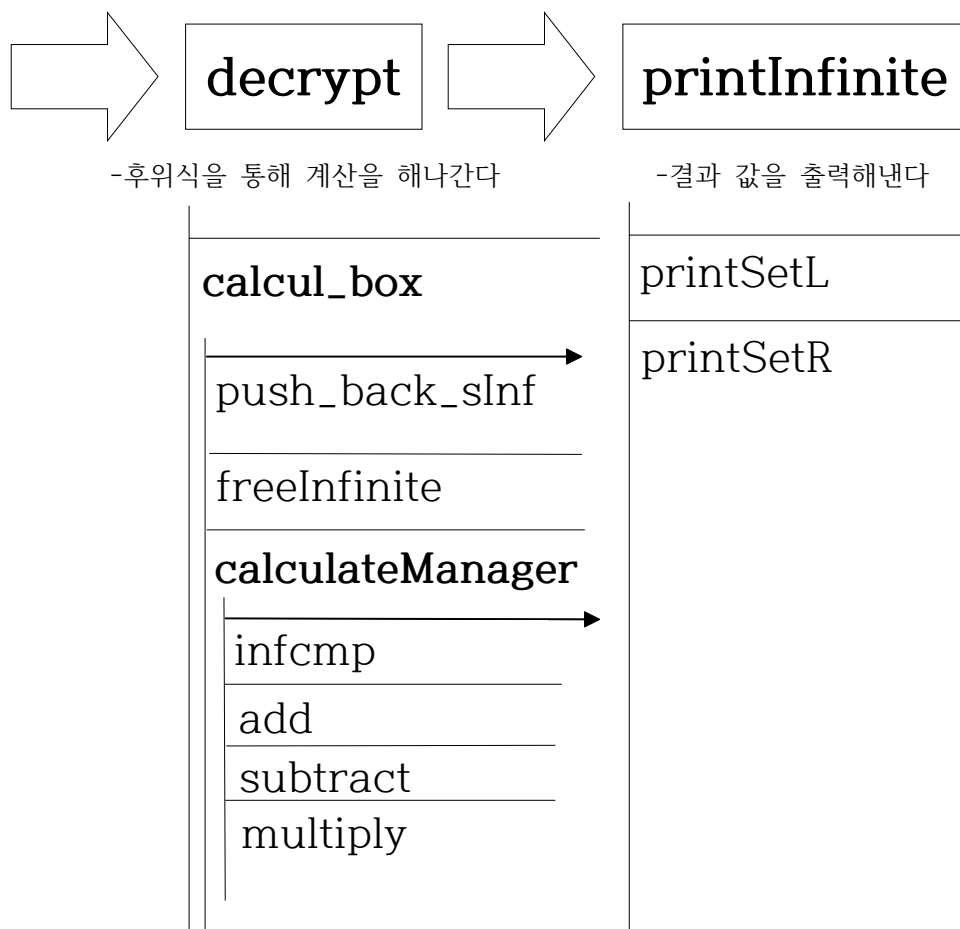 decrypt
printInfinite
-후위식을 통해 계산을 해나간다
-결과 값을 출력해낸다
calcul_box
push_back_sInf
freeInfinite
calculateManager
infcmp
add
subtract
multiply
printSetL
printSetR